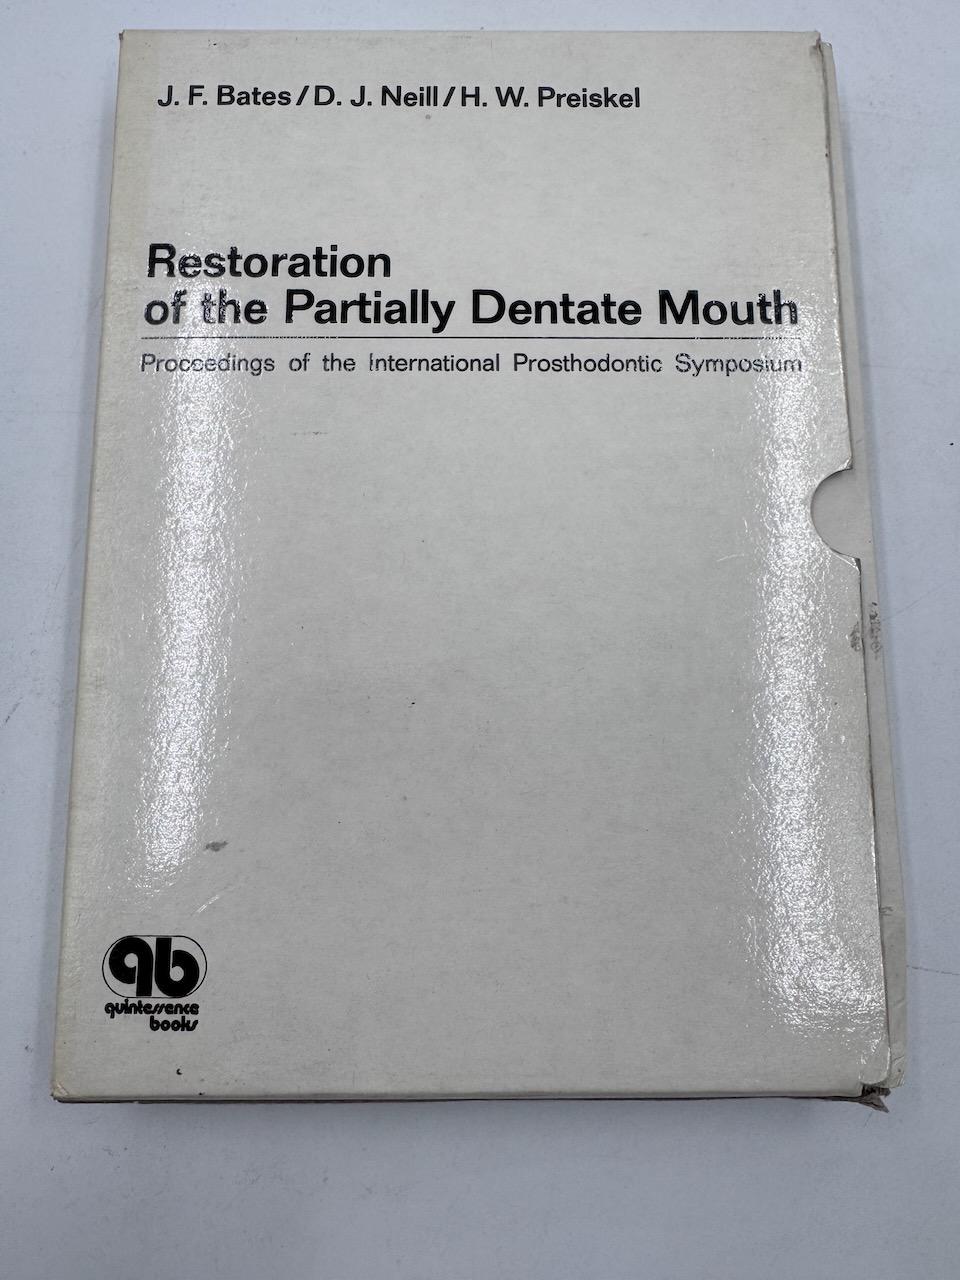 J. F. Bates/D. J. Neill/H. W. Preiskel
Restoration
of the Partially Dentate Mouth
Proceedings of the International Prosthodontic Symposium
qb
quintessence
books